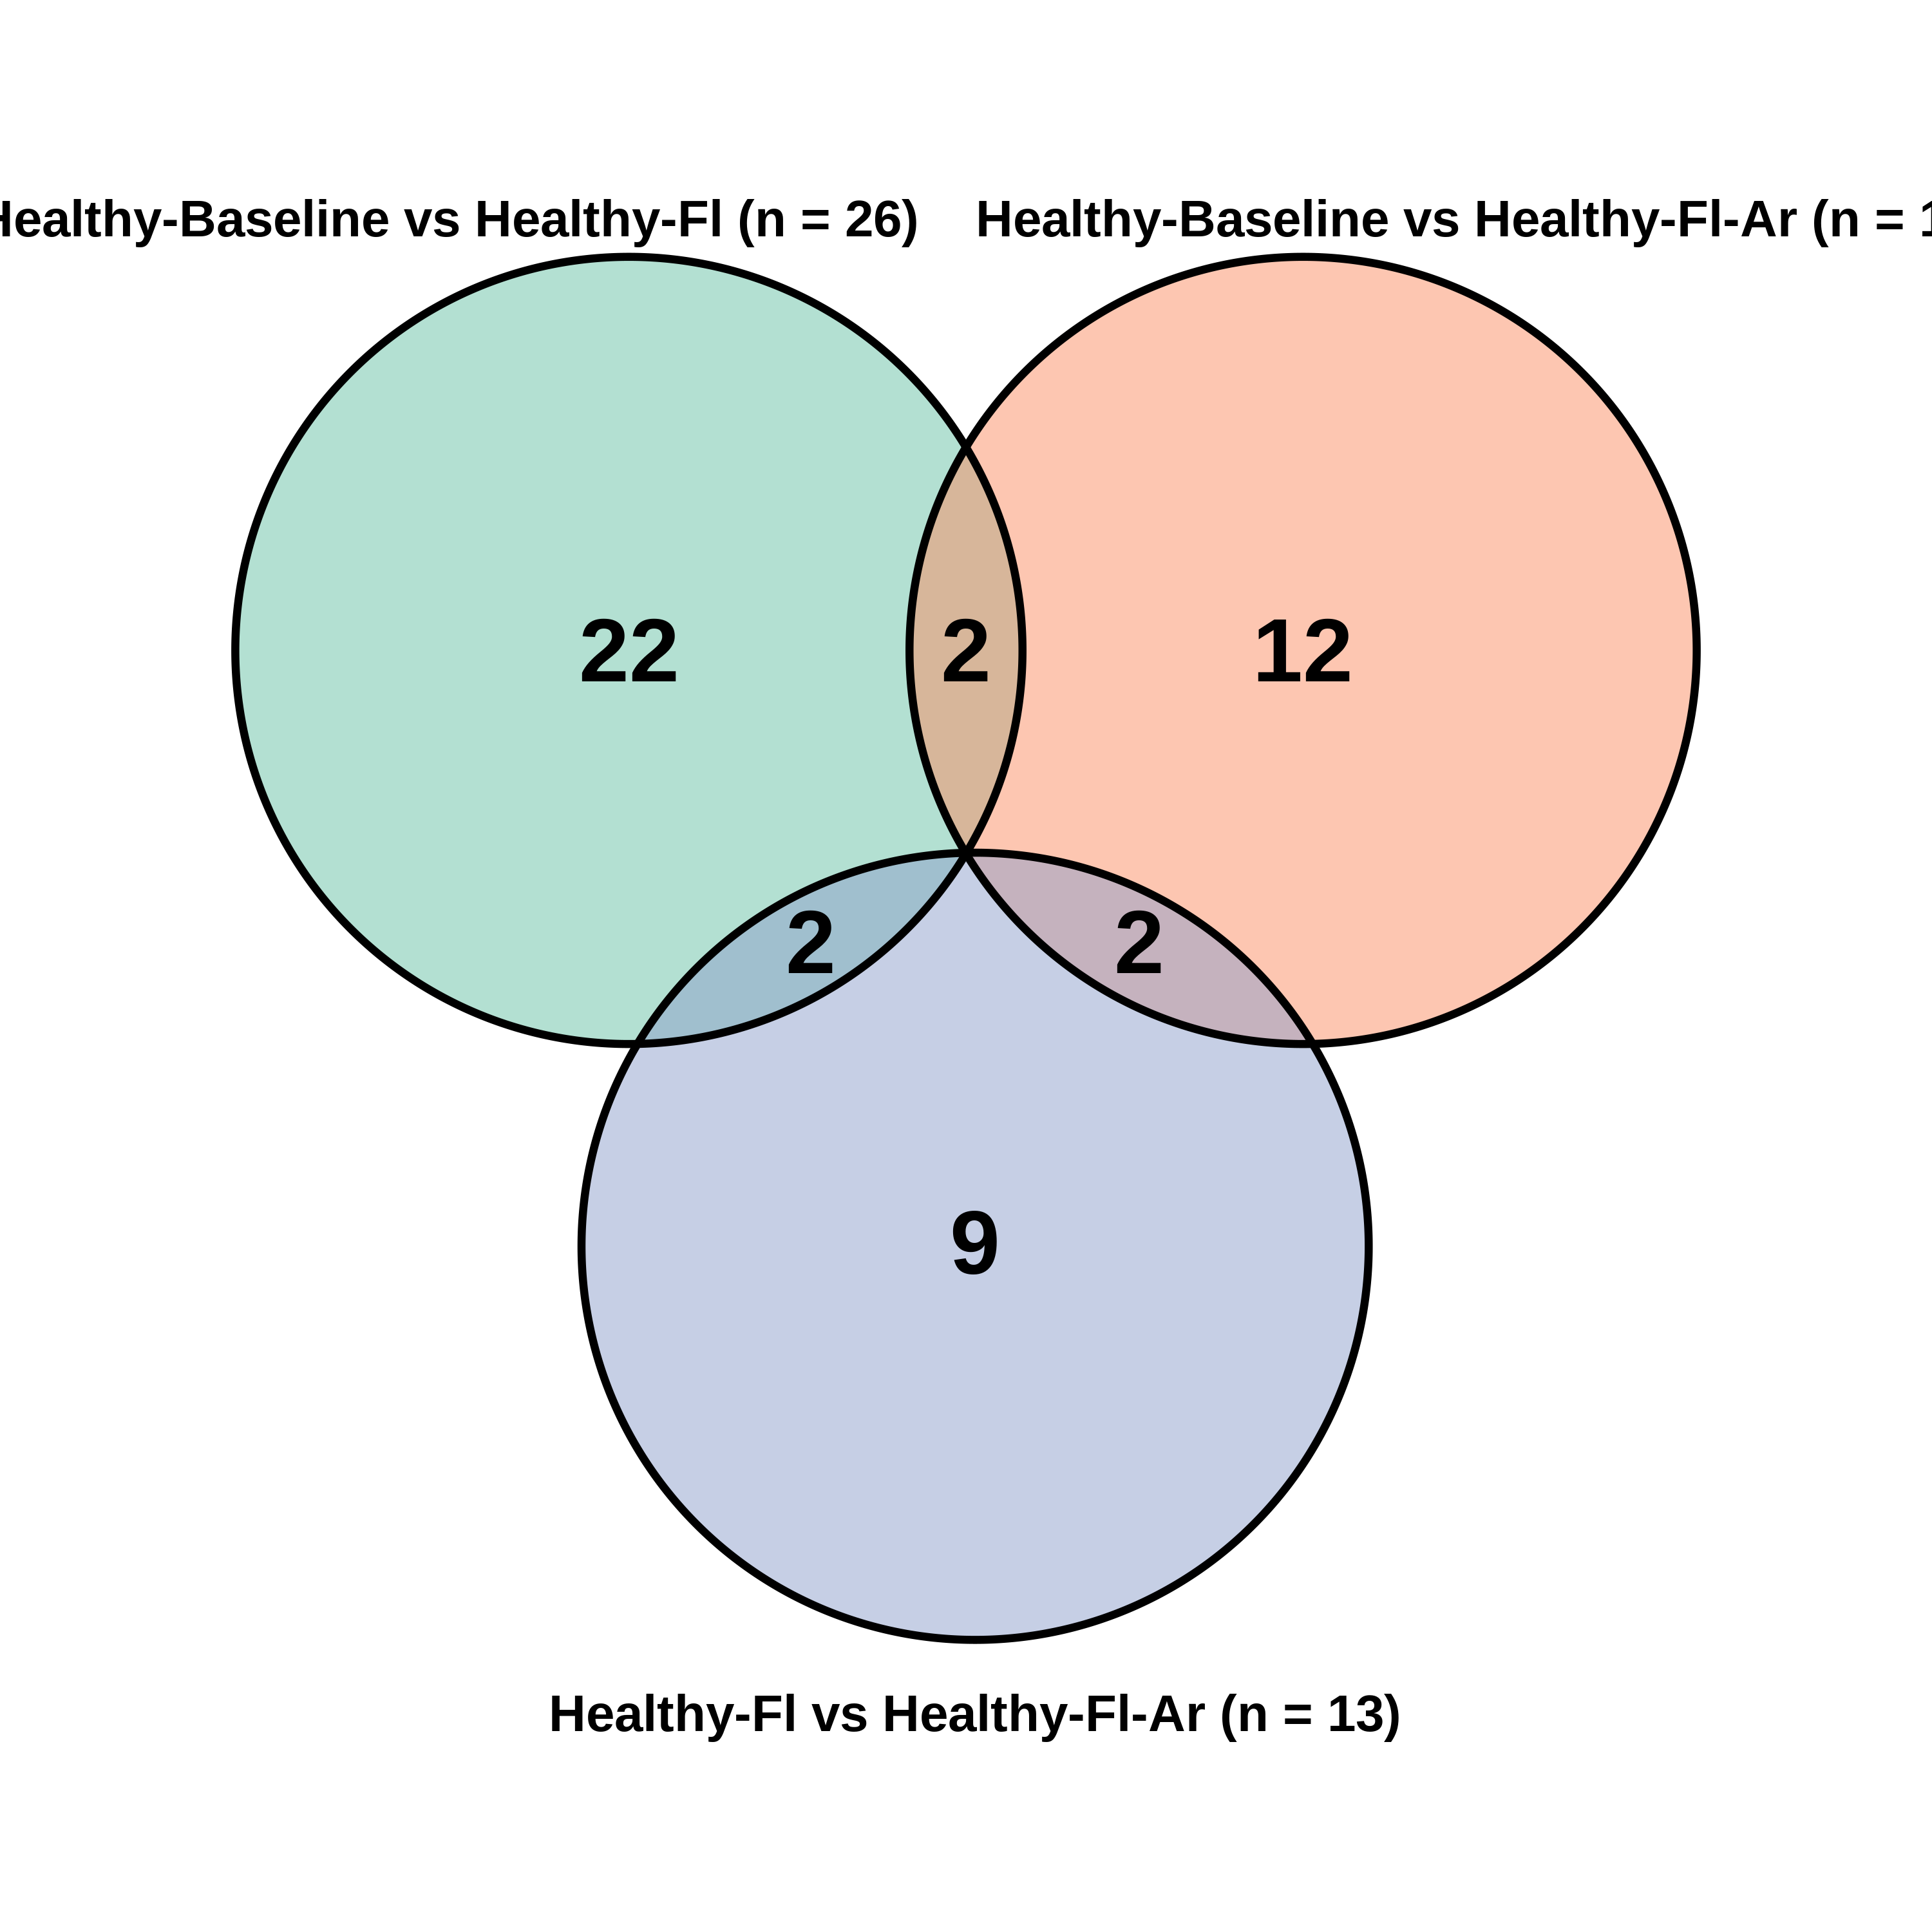 Healthy-Baseline vs Healthy-Fl (n = 26)
Healthy-Baseline vs Healthy-Fl-Ar (n = 1
22
2
12
2
2
9
Healthy-Fl vs Healthy-Fl-Ar (n = 13)